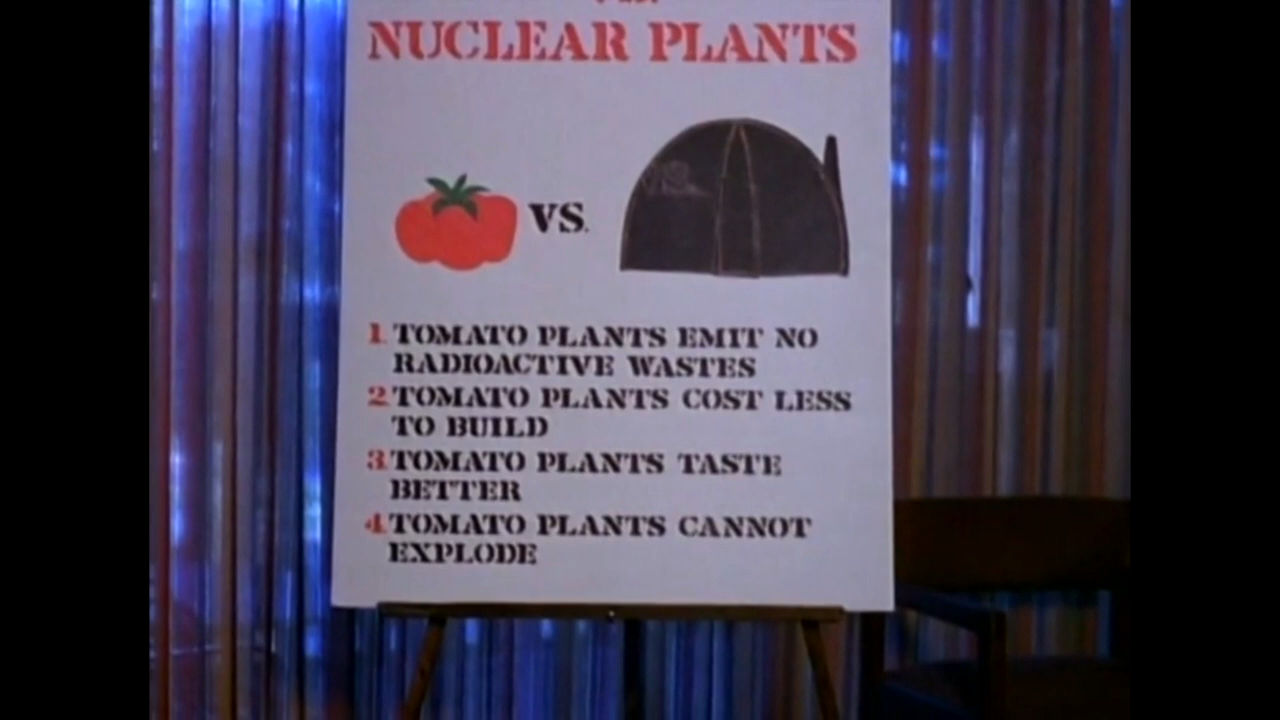 NUCLEAR PLANTS
VS.
1. TOMATO PLANTS EMIT NO
RADIOACTIVE WASTES
2. TOMATO PLANTS COST LESS
TO BUILD
3. TOMATO PLANTS TASTE
BETTER
4. TOMATO PLANTS CANNOT
EXPLODE